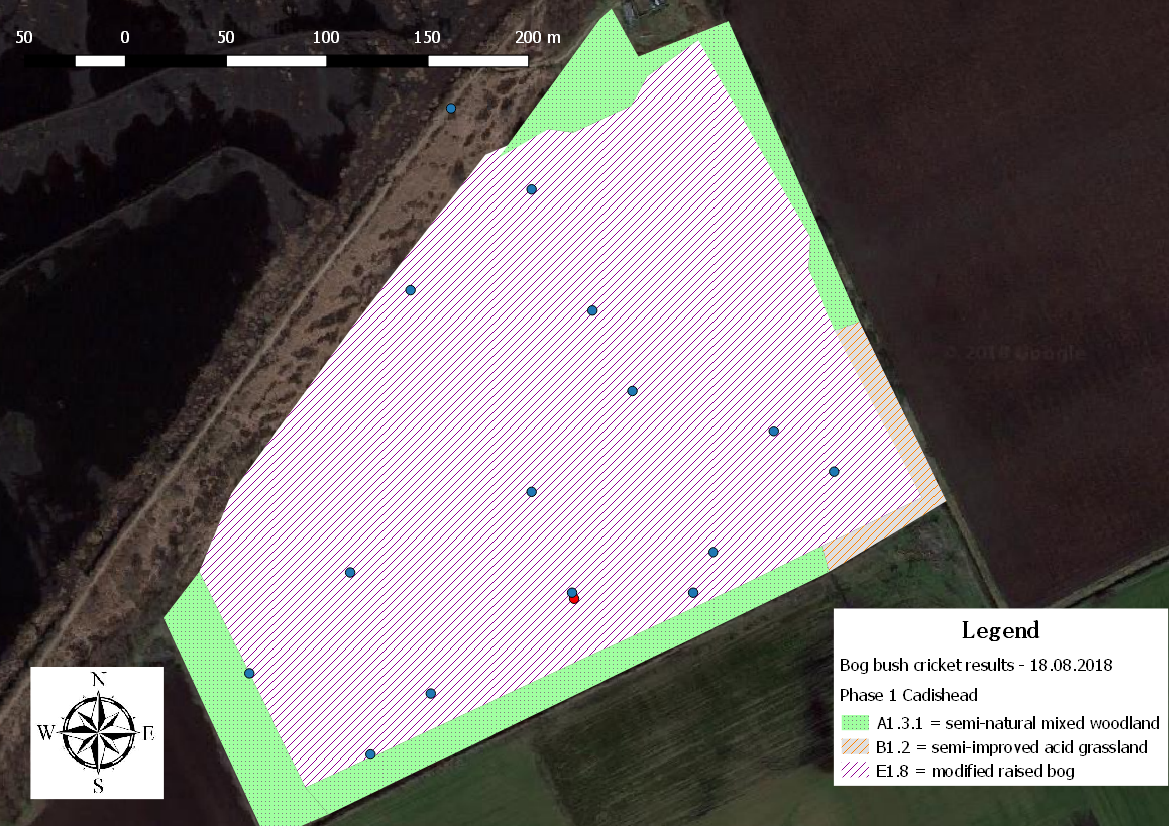 50 0 50 100 150 200 m
© 2018 Google
N
W E
S
Legend
Bog bush cricket results - 18.08.2018
Phase 1 Cadishead
A1.3.1 = semi-natural mixed woodland
B1.2 = semi-improved acid grassland
E1.8 = modified raised bog